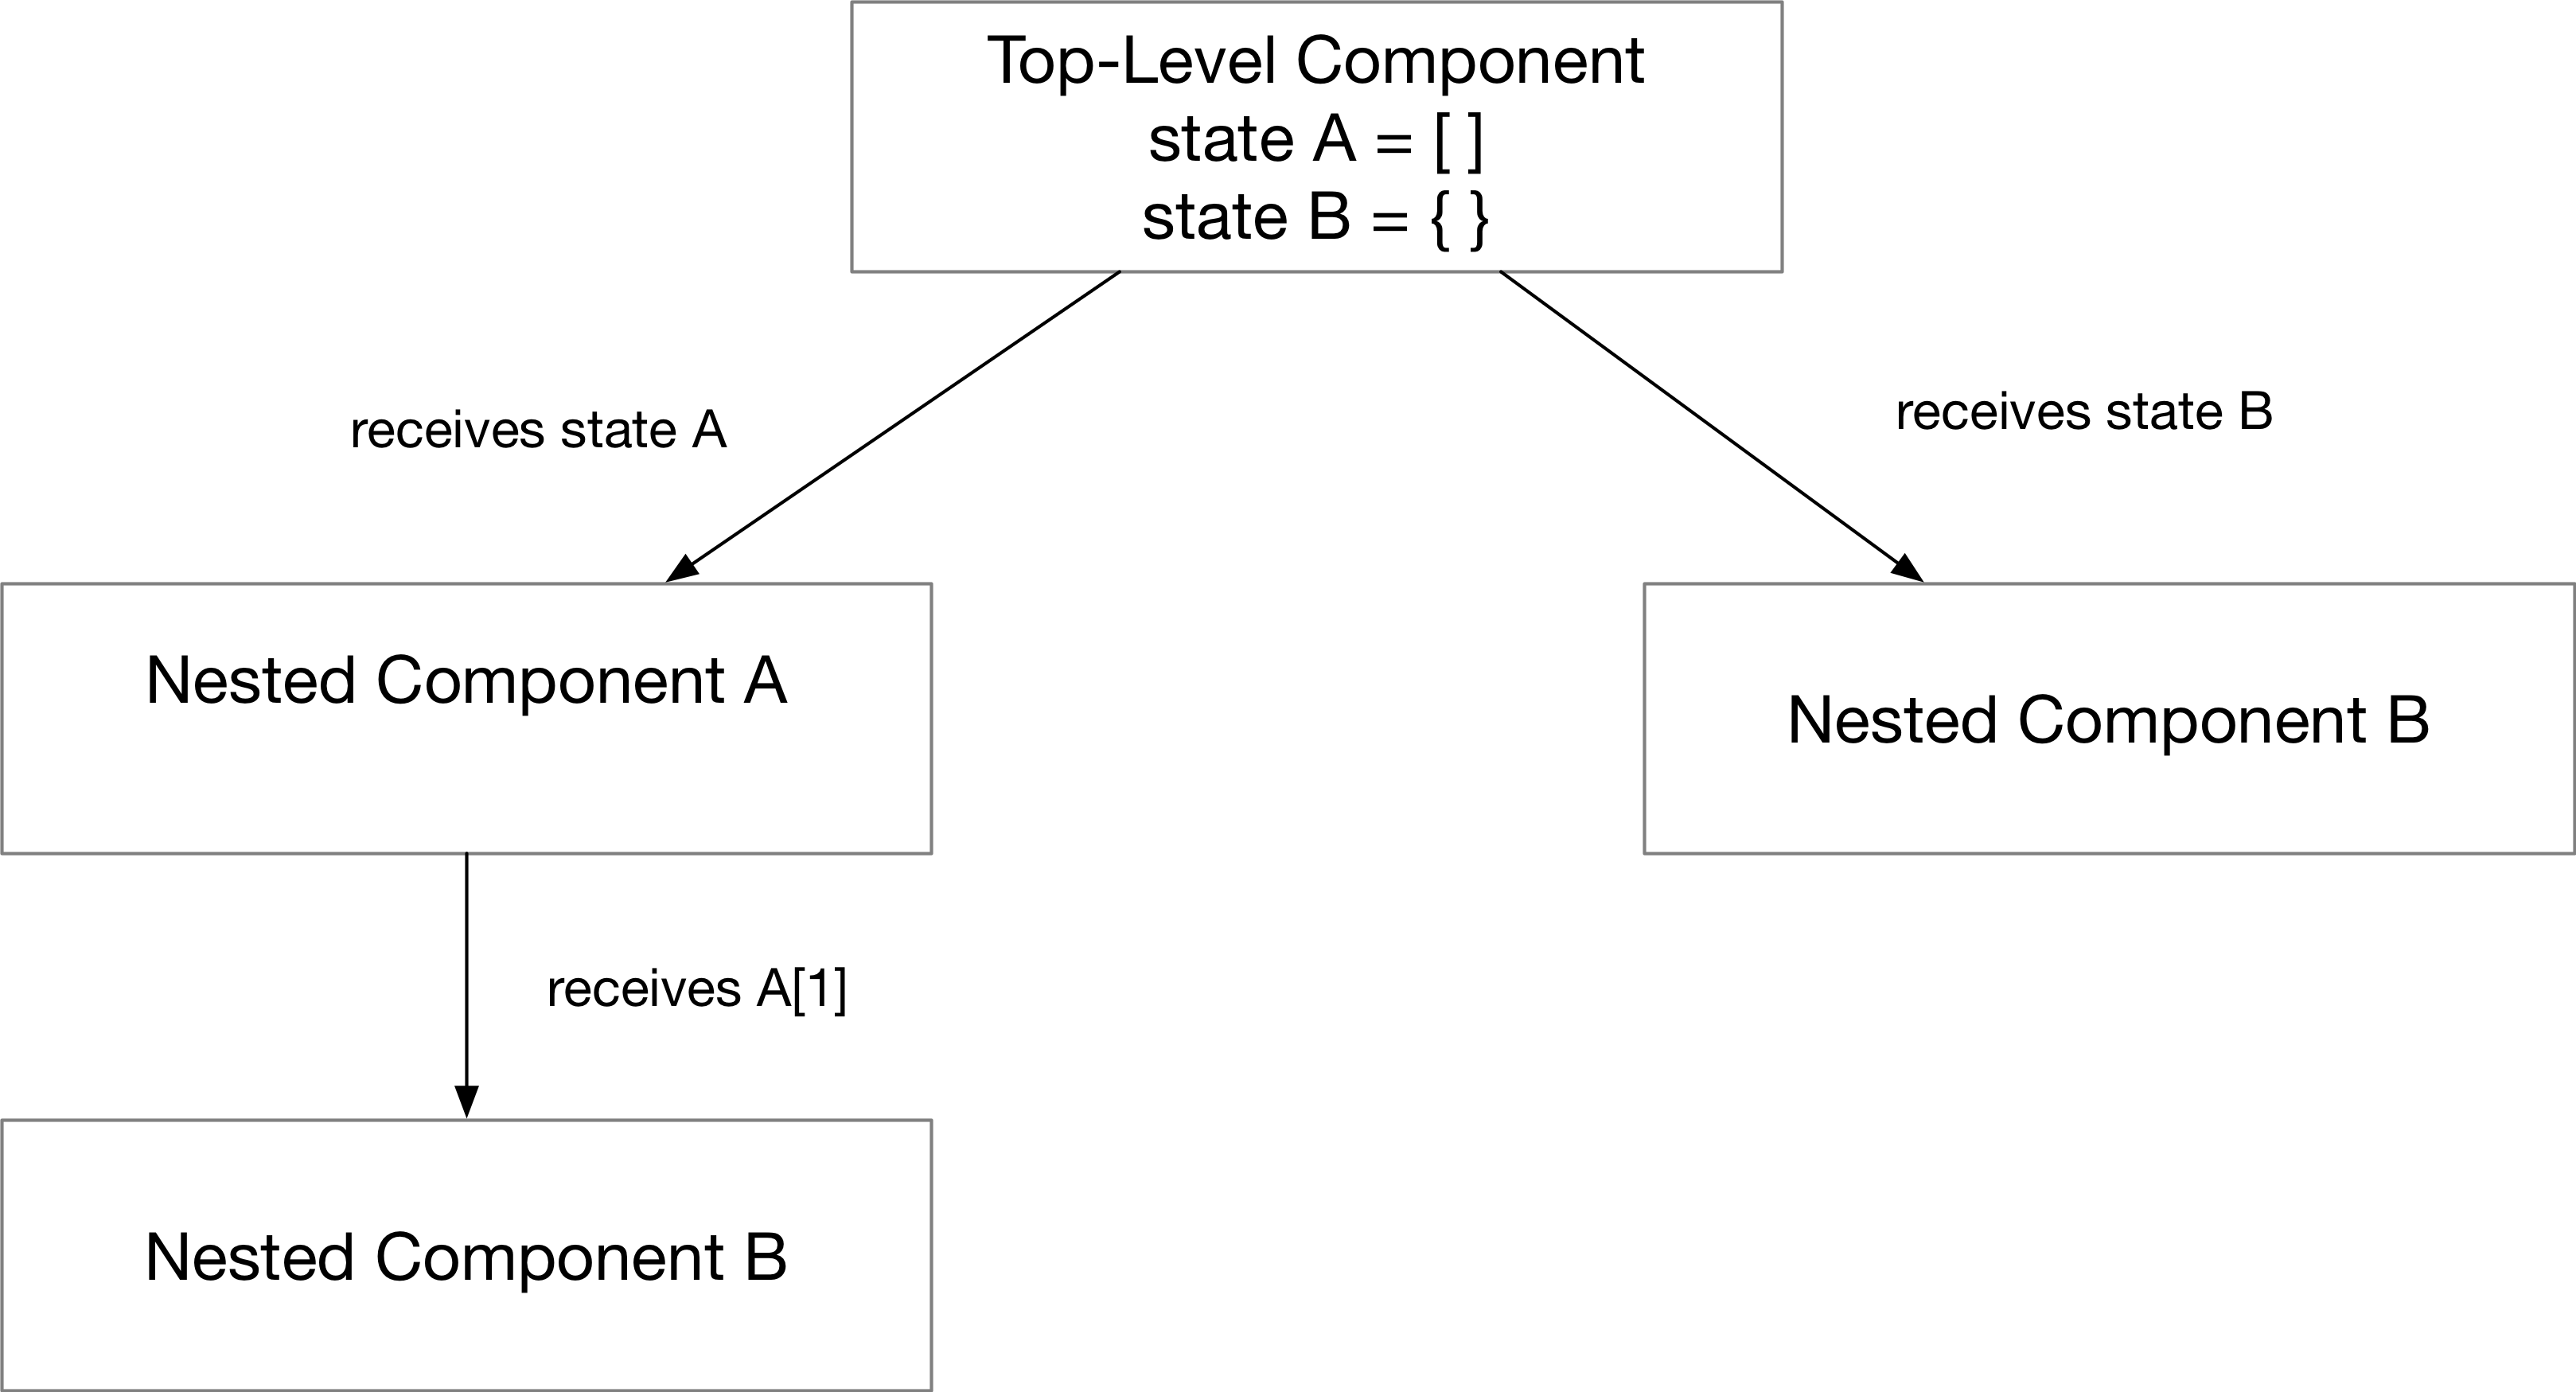 Top-Level Component
state A = [ ]
state B = { }
receives state A
receives state B
Nested Component A
Nested Component B
receives A[1]
Nested Component B